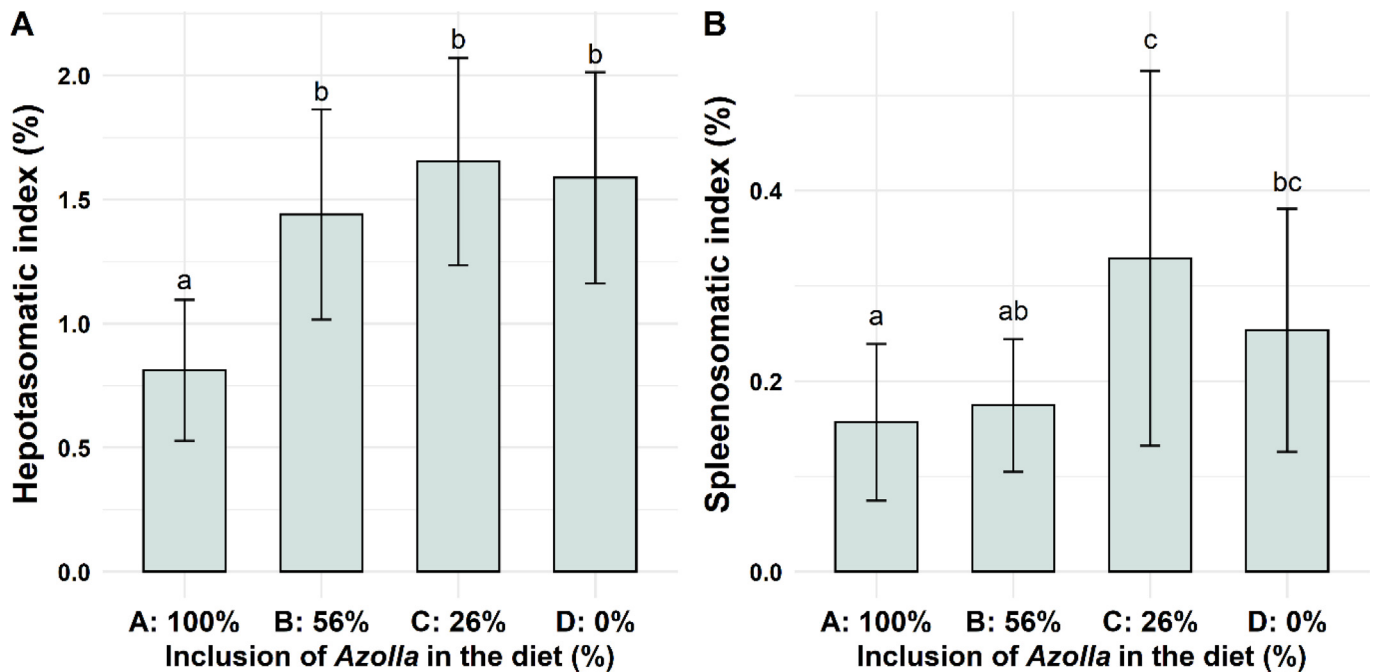 A
Hepotasomatic index (%)
2.0
1.5
1.0
0.5
0.0
a
b
b
b
A: 100% B: 56% C: 26% D: 0%
Inclusion of Azolla in the diet (%)
B
Spleenosomatic index (%)
0.4
0.2
0.0
a
ab
c
bc
A: 100% B: 56% C: 26% D: 0%
Inclusion of Azolla in the diet (%)